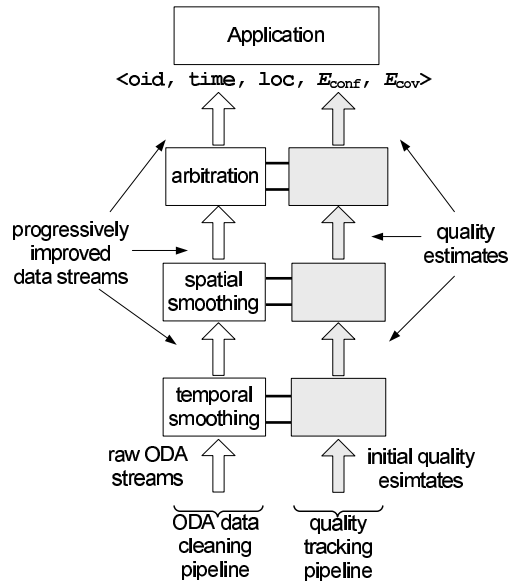 Application
<oid, time, loc, Econf, Ecov>
arbitration
progressively
improved
data streams
quality
estimates
spatial
smoothing
temporal
smoothing
raw ODA
streams
initial quality
esimtates
ODA data
cleaning
pipeline
quality
tracking
pipeline